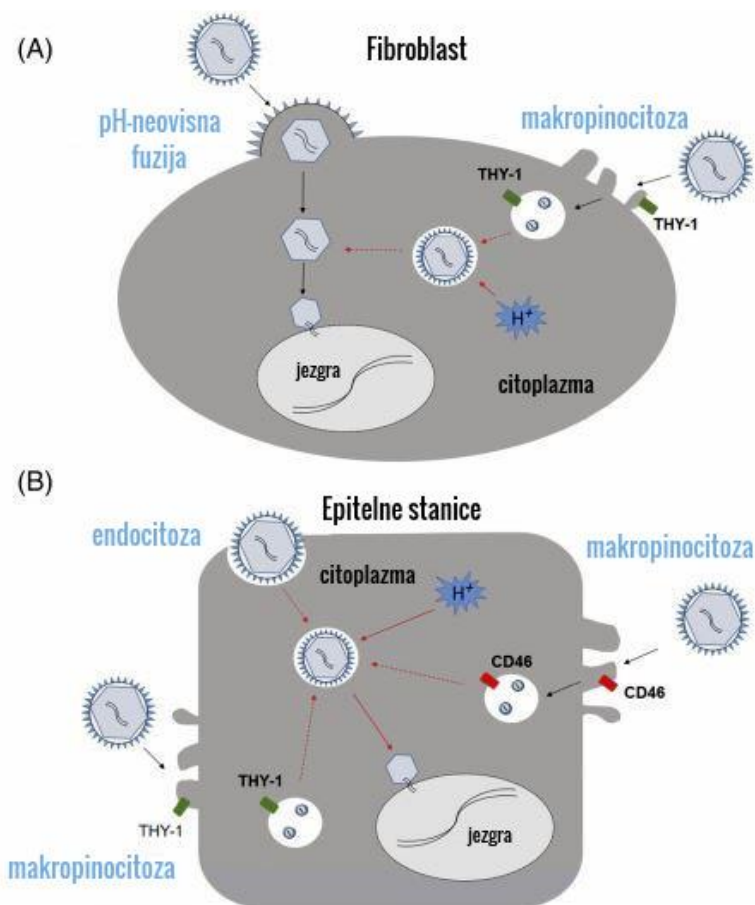 (A)
Fibroblast
pH-neovisna
fuzija
makropinocitoza
THY-1
THY-1
H+
jezgra
citoplazma
(B)
Epitelne stanice
endocitoza
citoplazma
makropinocitoza
H+
CD46
CD46
THY-1
THY-1
jezgra
makropinocitoza